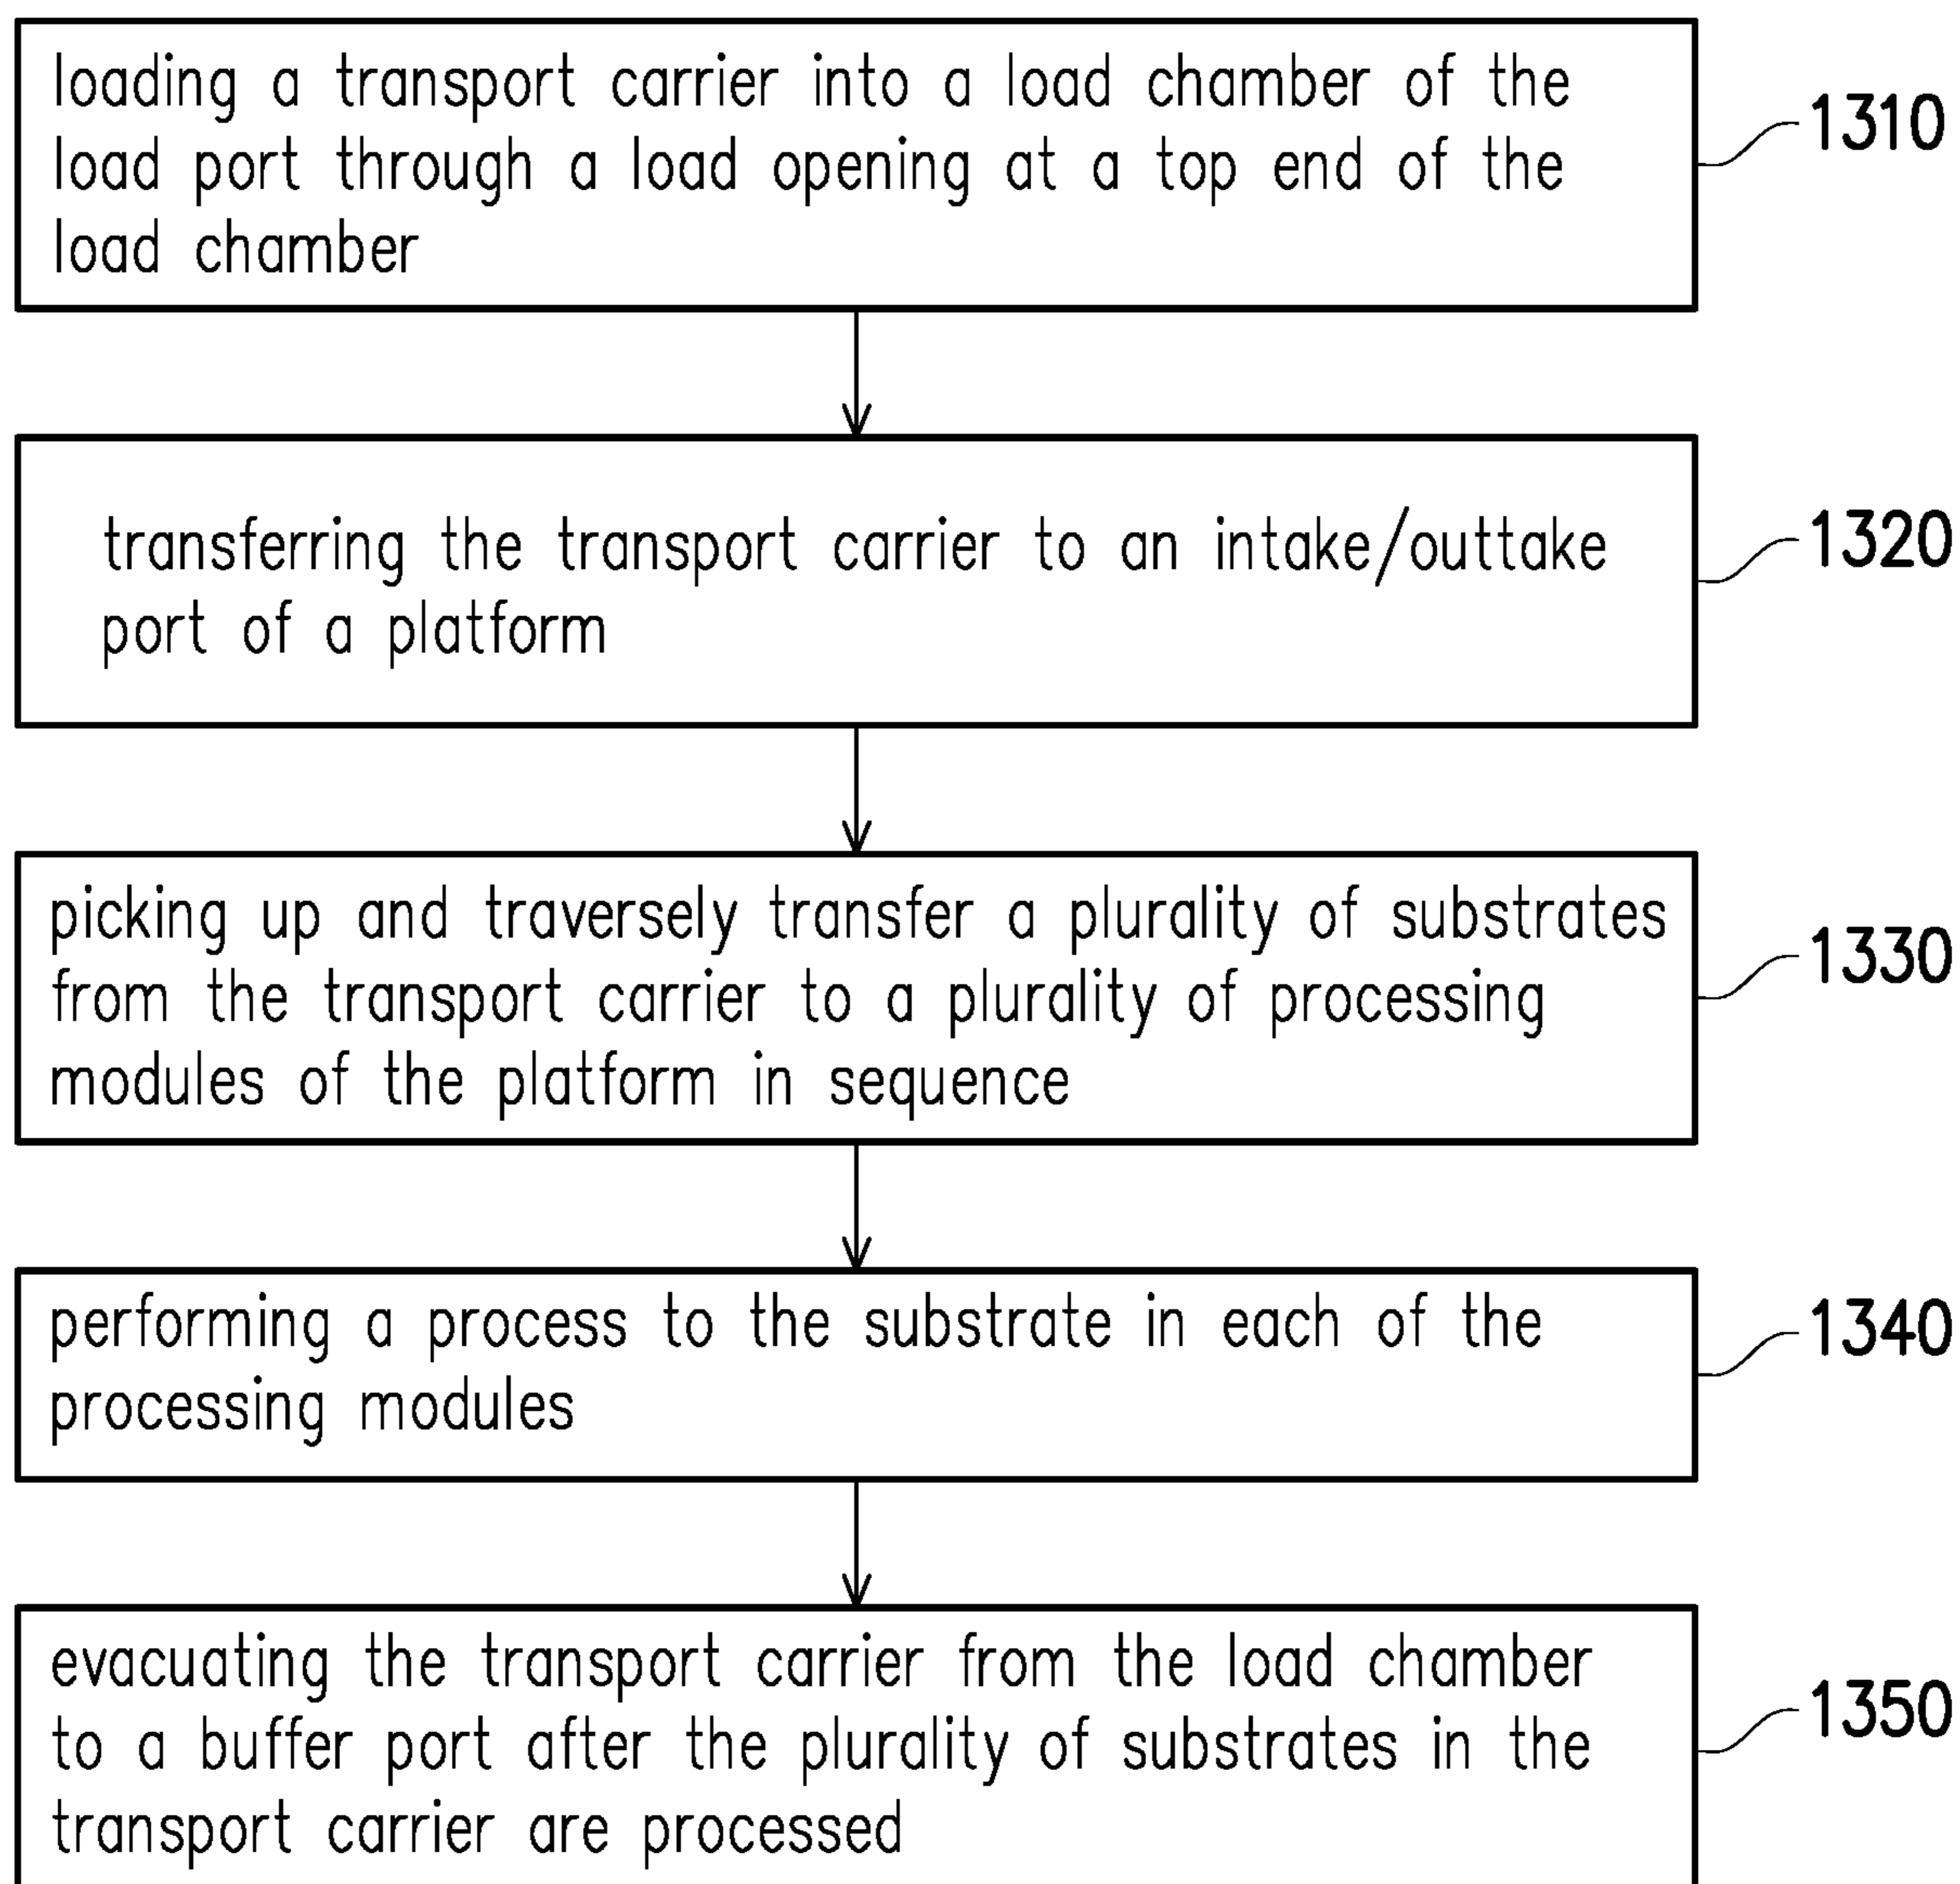 loading a transport carrier into a load chamber of the
load port through a load opening at a top end of the
load chamber
1310
transferring the transport carrier to an intake/outtake
port of a platform
1320
picking up and traversely transfer a plurality of substrates
from the transport carrier to a plurality of processing
modules of the platform in sequence
1330
performing a process to the substrate in each of the
processing modules
1340
evacuating the transport carrier from the load chamber
to a buffer port after the plurality of substrates in the
transport carrier are processed
1350